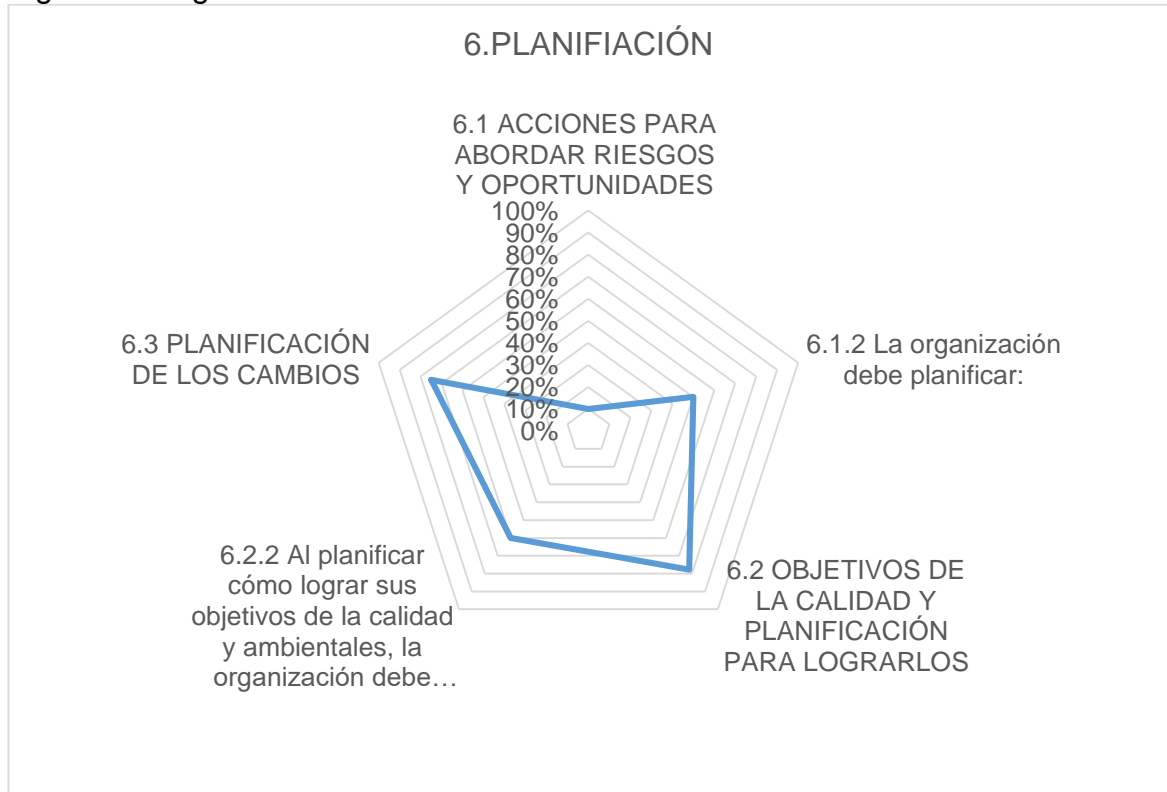 6.PLANIFIACIÓN
6.1 ACCIONES PARA
ABORDAR RIESGOS
Y OPORTUNIDADES
100%
90%
80%
70%
60%
50%
40%
30%
20%
10%
0%
6.1.2 La organización
debe planificar:
6.2 OBJETIVOS DE
LA CALIDAD Y
PLANIFICACIÓN
PARA LOGRARLOS
6.2.2 Al planificar
cómo lograr sus
objetivos de la calidad
y ambientales, la
organización debe…
6.3 PLANIFICACIÓN
DE LOS CAMBIOS